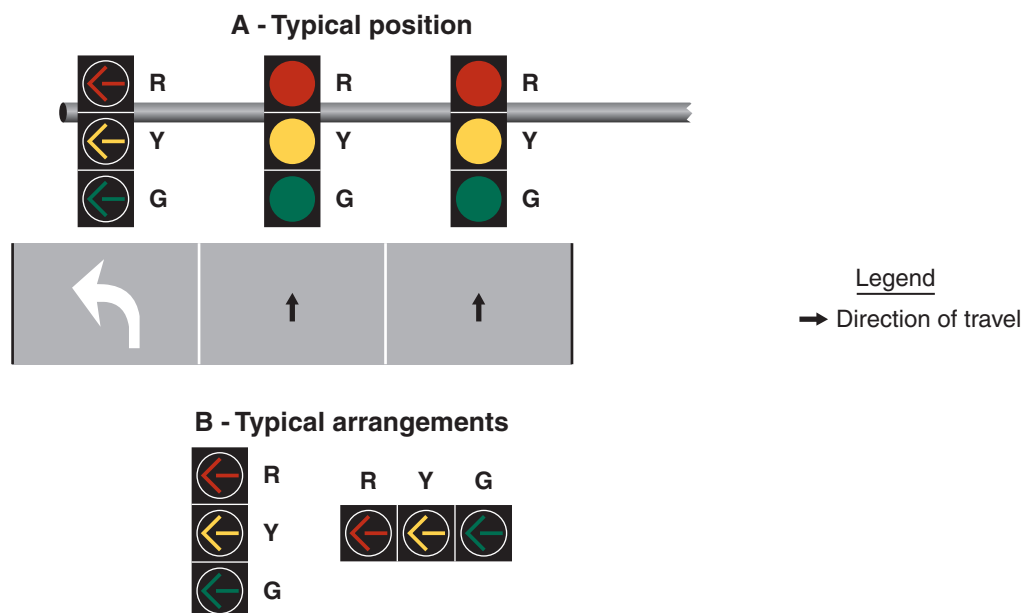 A - Typical position
R R R
Y Y Y
G G G
Legend
Direction of travel
B - Typical arrangements
R
Y
G
R Y G